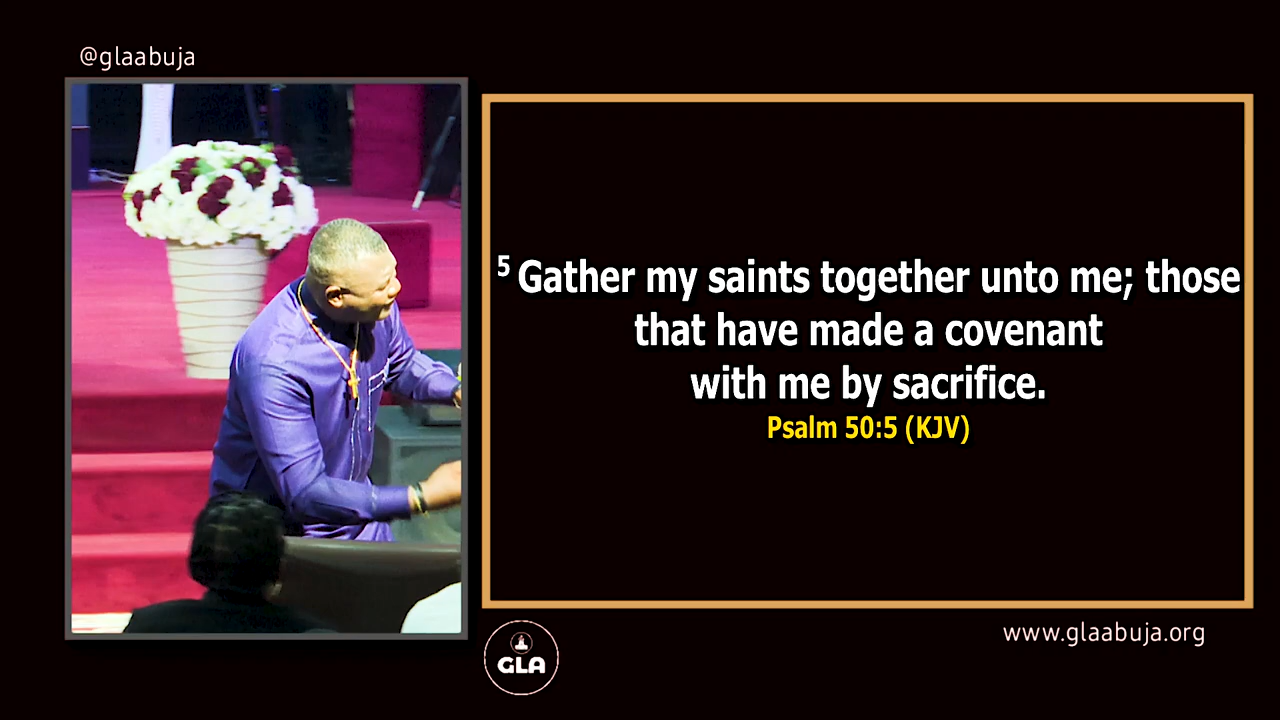 @glaabuja
5 Gather my saints together unto me; those
that have made a covenant
with me by sacrifice.
Psalm 50:5 (KJV)
www.glaabuja.org
GLA